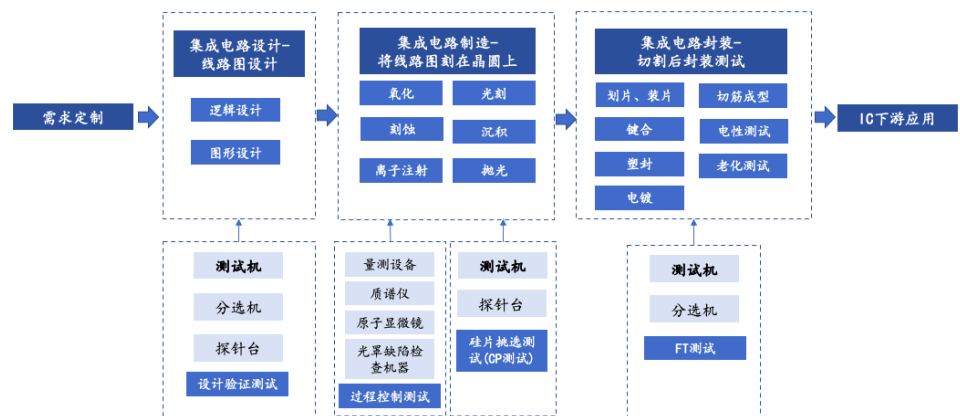 需求定制
集成电路设计-
线路图设计
逻辑设计
图形设计
集成电路制造-
将线路图刻在晶圆上
氧化
光刻
刻蚀
沉积
离子注射
抛光
集成电路封装-
切割后封装测试
划片、装片
切筋成型
键合
电性测试
塑封
老化测试
电镀
IC下游应用
测试机
分选机
探针台
设计验证测试
量测设备
质谱仪
原子显微镜
光罩缺陷检
查机器
过程控制测试
测试机
探针台
硅片挑选测
试(CP测试)
测试机
分选机
FT测试